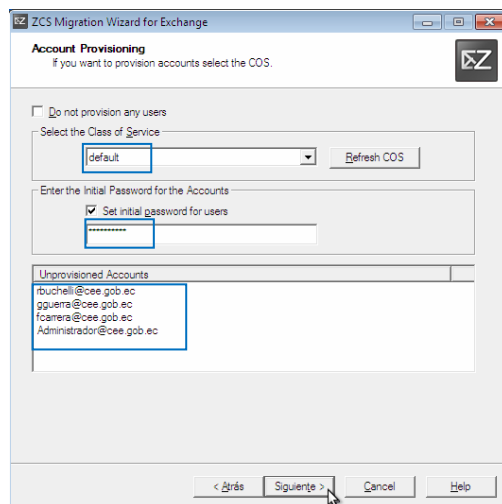 ZCS Migration Wizard for Exchange
Account Provisioning
If you want to provision accounts select the COS.
Do not provision any users
Select the Class of Service
default
Refresh COS
Enter the Initial Password for the Accounts
Set initial password for users
**********
Unprovisioned Accounts
rbuchelli@cee.gob.ec
gguerra@cee.gob.ec
fcarrera@cee.gob.ec
Administrador@cee.gob.ec
< Atrás
Siguiente >
Cancel
Help